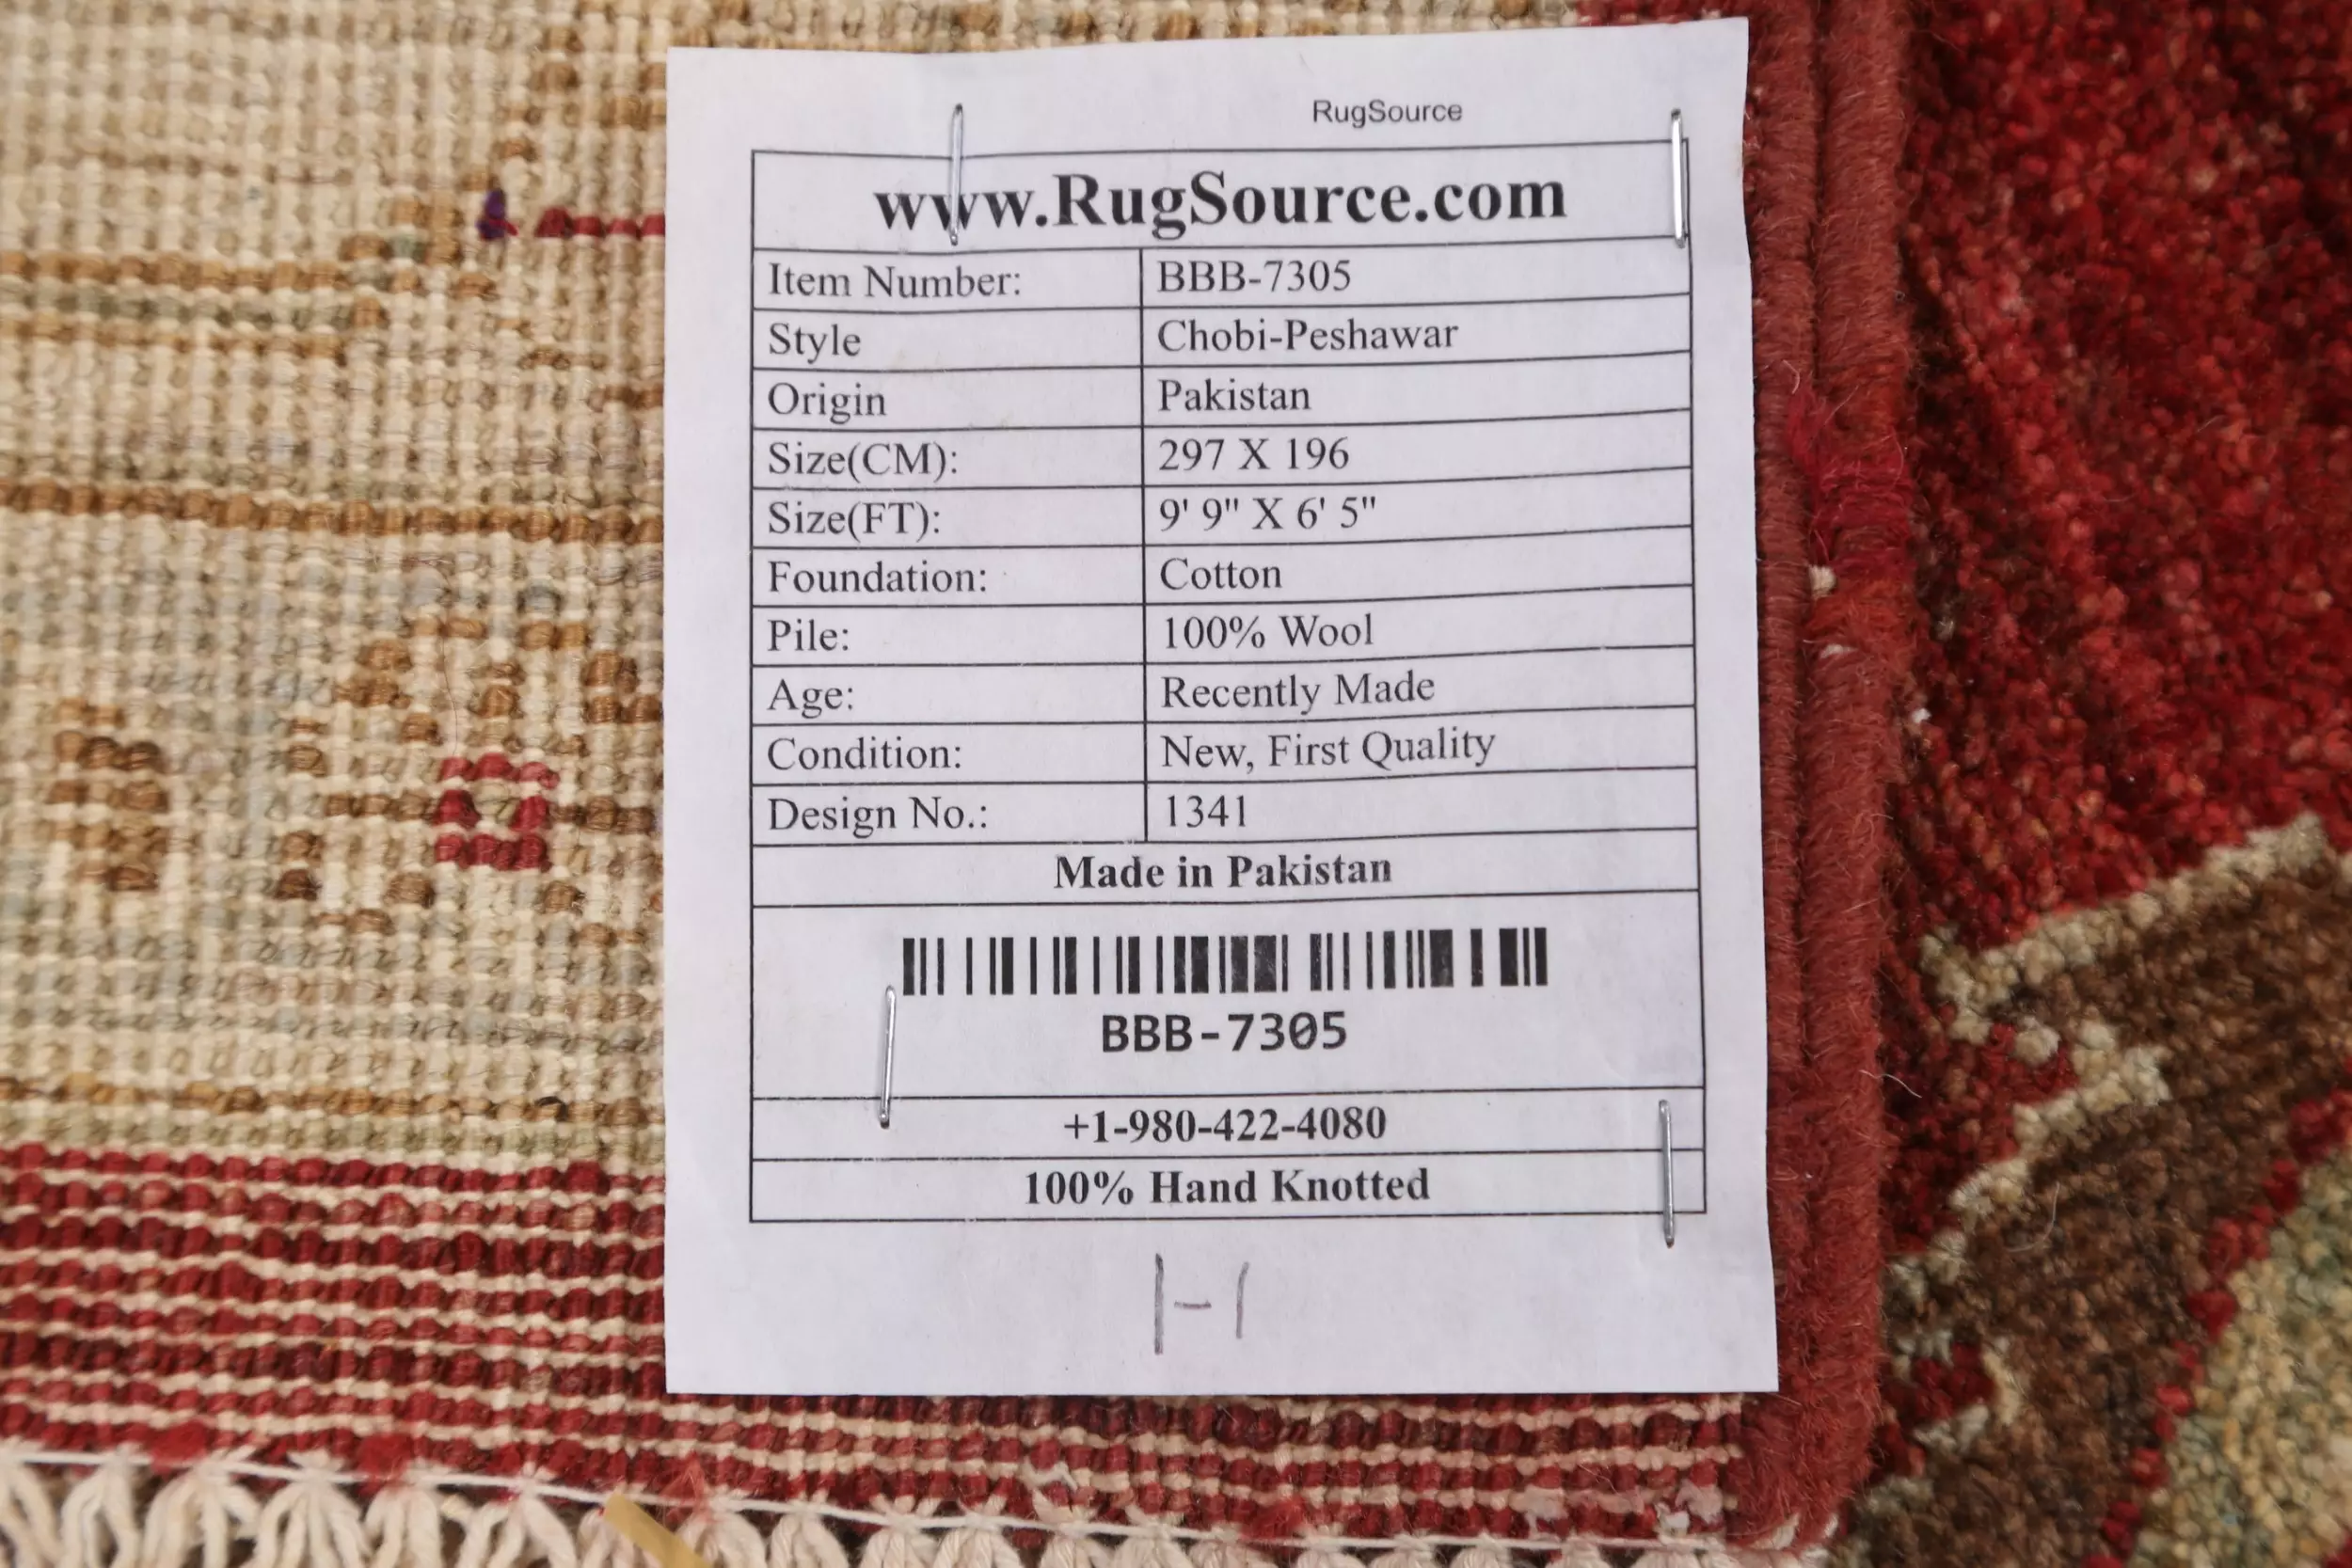 RugSource
www.RugSource.com
Item Number: BBB-7305
Style Chobi-Peshawar
Origin Pakistan
Size(CM): 297 X 196
Size(FT): 9' 9" X 6' 5"
Foundation: Cotton
Pile: 100% Wool
Age: Recently Made
Condition: New, First Quality
Design No.: 1341
Made in Pakistan
BBB-7305
+1-980-422-4080
100% Hand Knotted
1-1